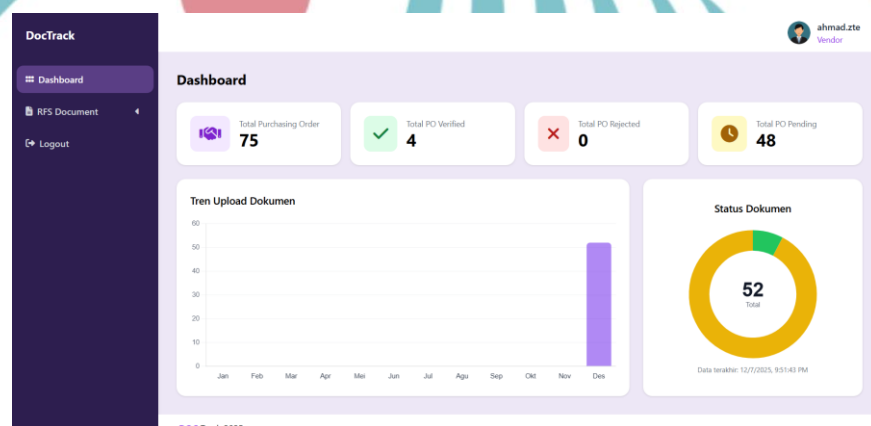 DocTrack
ahmad.zte
Vendor
Dashboard
RFS Document
Logout
Dashboard
Total Purchasing Order
75
Total PO Verified
4
Total PO Rejected
0
Total PO Pending
48
Tren Upload Dokumen
60
50
40
30
20
10
0
Jan Feb Mar Apr Mei Jun Jul Agu Sep Okt Nov Des
Status Dokumen
52
Total
Data terakhir: 12/7/2025, 9:51:43 PM